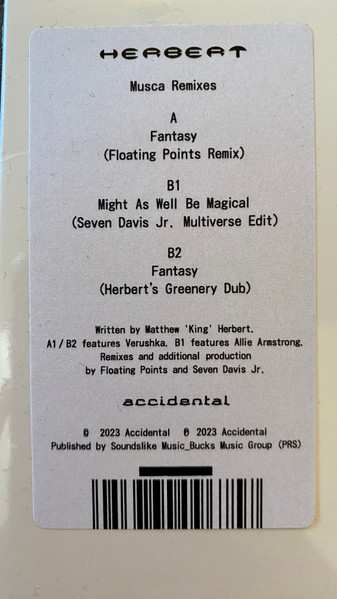 HERBERT
Musca Remixes
A
Fantasy
(Floating Points Remix)
B1
Might As Well Be Magical
(Seven Davis Jr. Multiverse Edit)
B2
Fantasy
(Herbert's Greenery Dub)
Written by Matthew 'King' Herbert.
A1/B2 features Verushka. B1 features Allie Armstrong.
Remixes and additional production
by Floating Points and Seven Davis Jr.
accidental
℗ 2023 Accidental © 2023 Accidental
Published by Soundslike Music_Bucks Music Group (PRS)